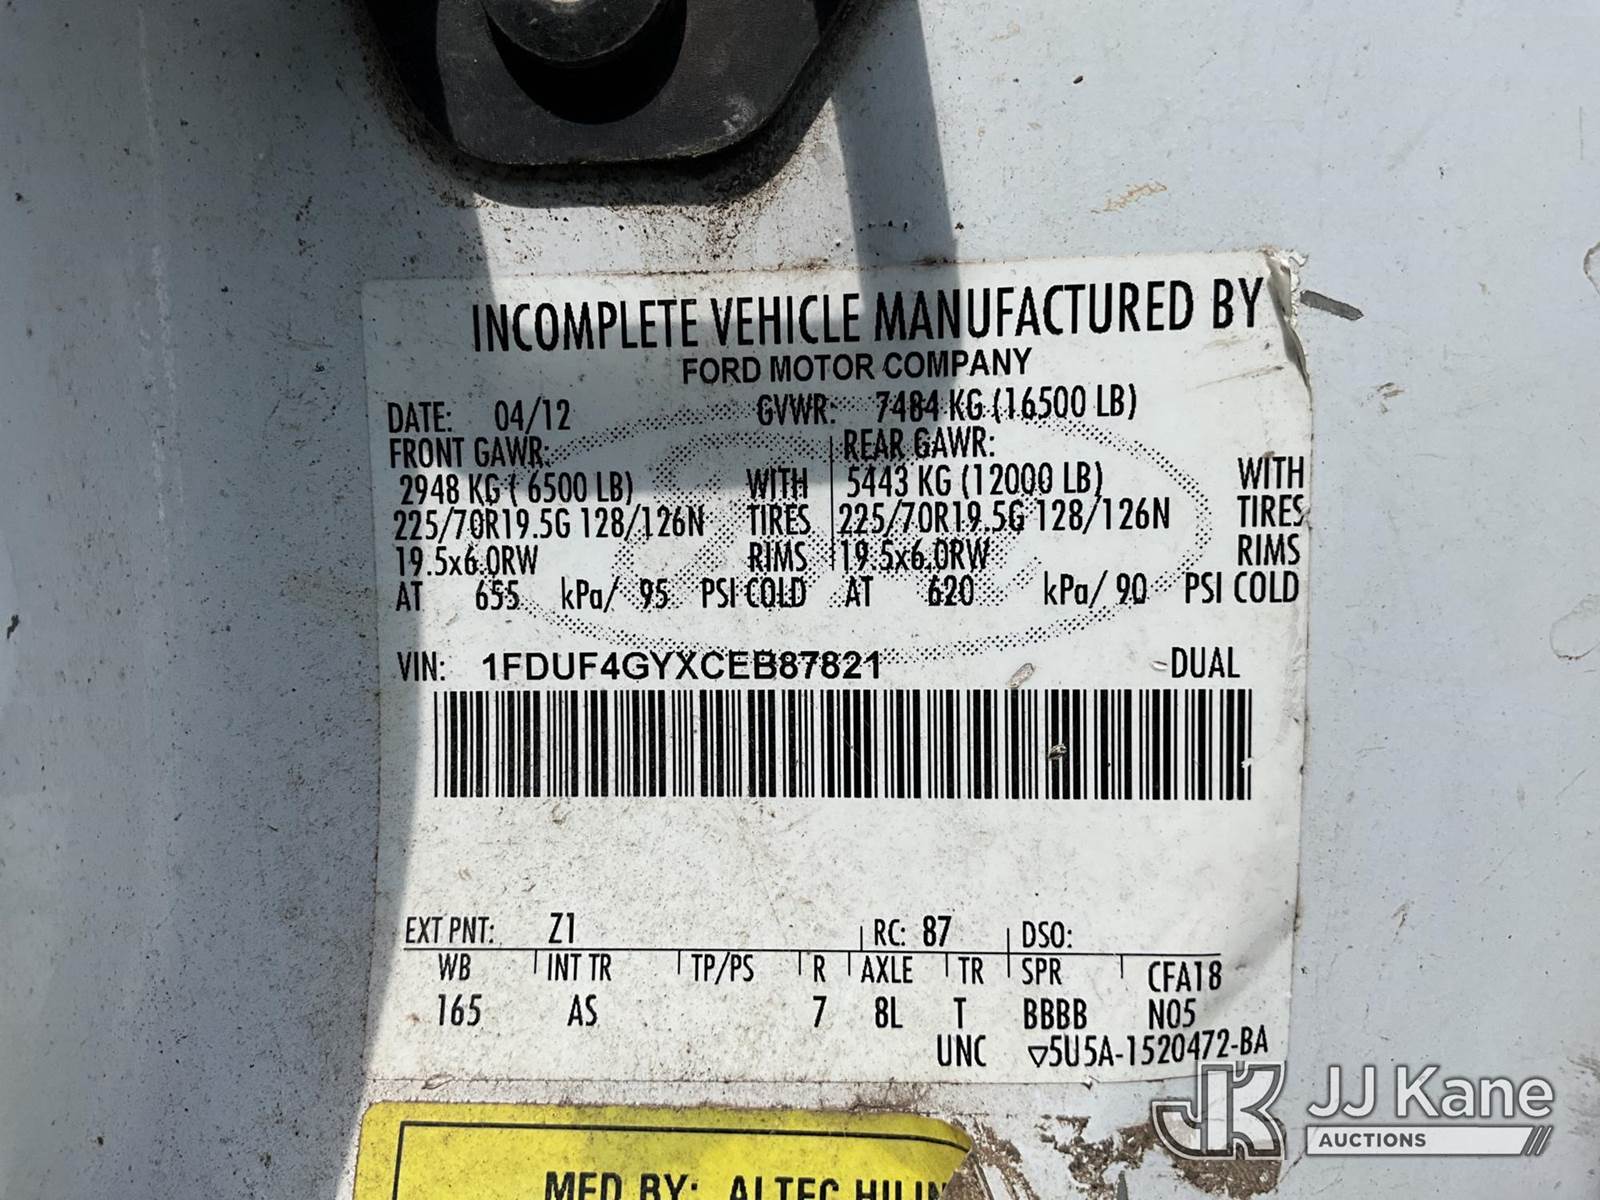 INCOMPLETE VEHICLE MANUFACTURED BY
FORD MOTOR COMPANY
DATE: 04/12 GVWR: 7484 KG (16500 LB)
FRONT GAWR: REAR GAWR:
2948 KG ( 6500 LB) WITH 5443 KG (12000 LB) WITH
225/70R19.5G 128/126N TIRES 225/70R19.5G 128/126N TIRES
19.5x6.0RW RIMS 19.5x6.0RW RIMS
AT 655 kPa/ 95 PSI COLD AT 620 kPa/ 90 PSI COLD
VIN: 1FDUF4GYXCEB87821 DUAL
EXT PNT: Z1 RC: 87 DSO:
WB INT TR TP/PS R AXLE TR SPR CFA18
165 AS 7 8L T BBBB N05
UNC ▽5U5A-1520472-BA
MFD BY: ALTEC
JK JJ Kane
AUCTIONS